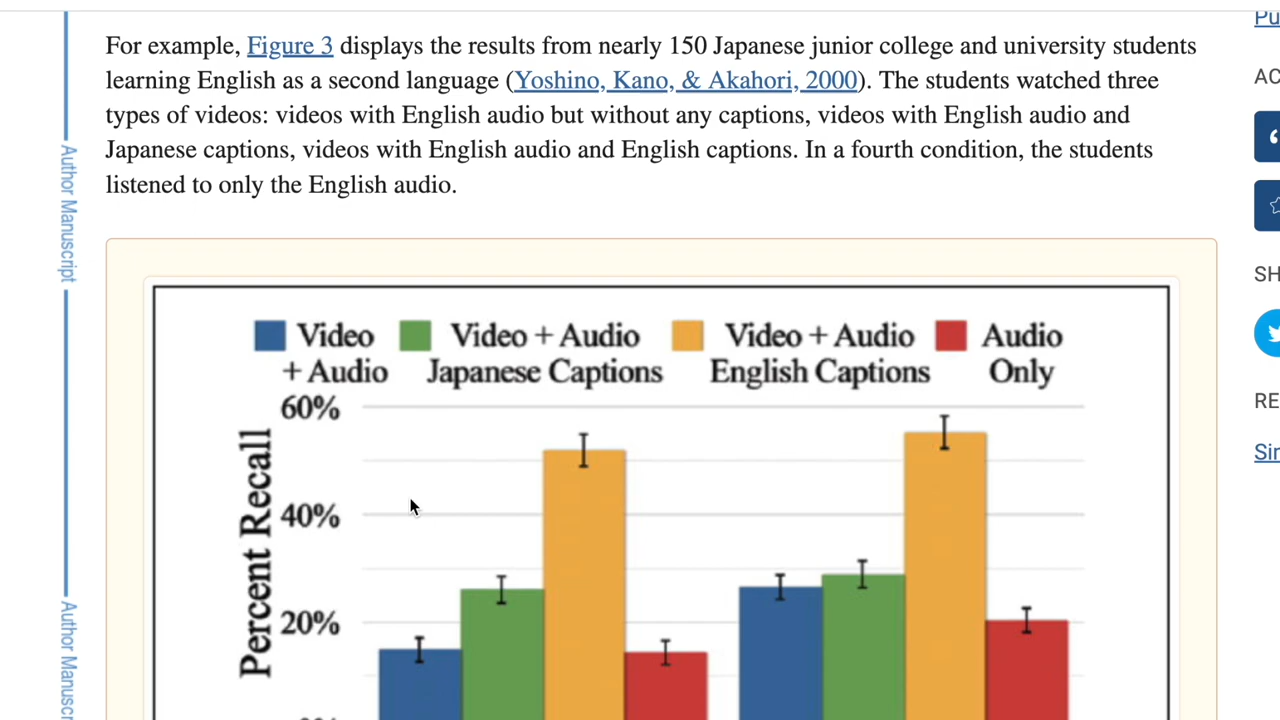 For example, Figure 3 displays the results from nearly 150 Japanese junior college and university students
learning English as a second language (Yoshino, Kano, & Akahori, 2000). The students watched three
types of videos: videos with English audio but without any captions, videos with English audio and
Japanese captions, videos with English audio and English captions. In a fourth condition, the students
listened to only the English audio.
Author Manuscript
Video
+ Audio
Video + Audio
Japanese Captions
Video + Audio
English Captions
Audio
Only
Percent Recall
60%
40%
20%